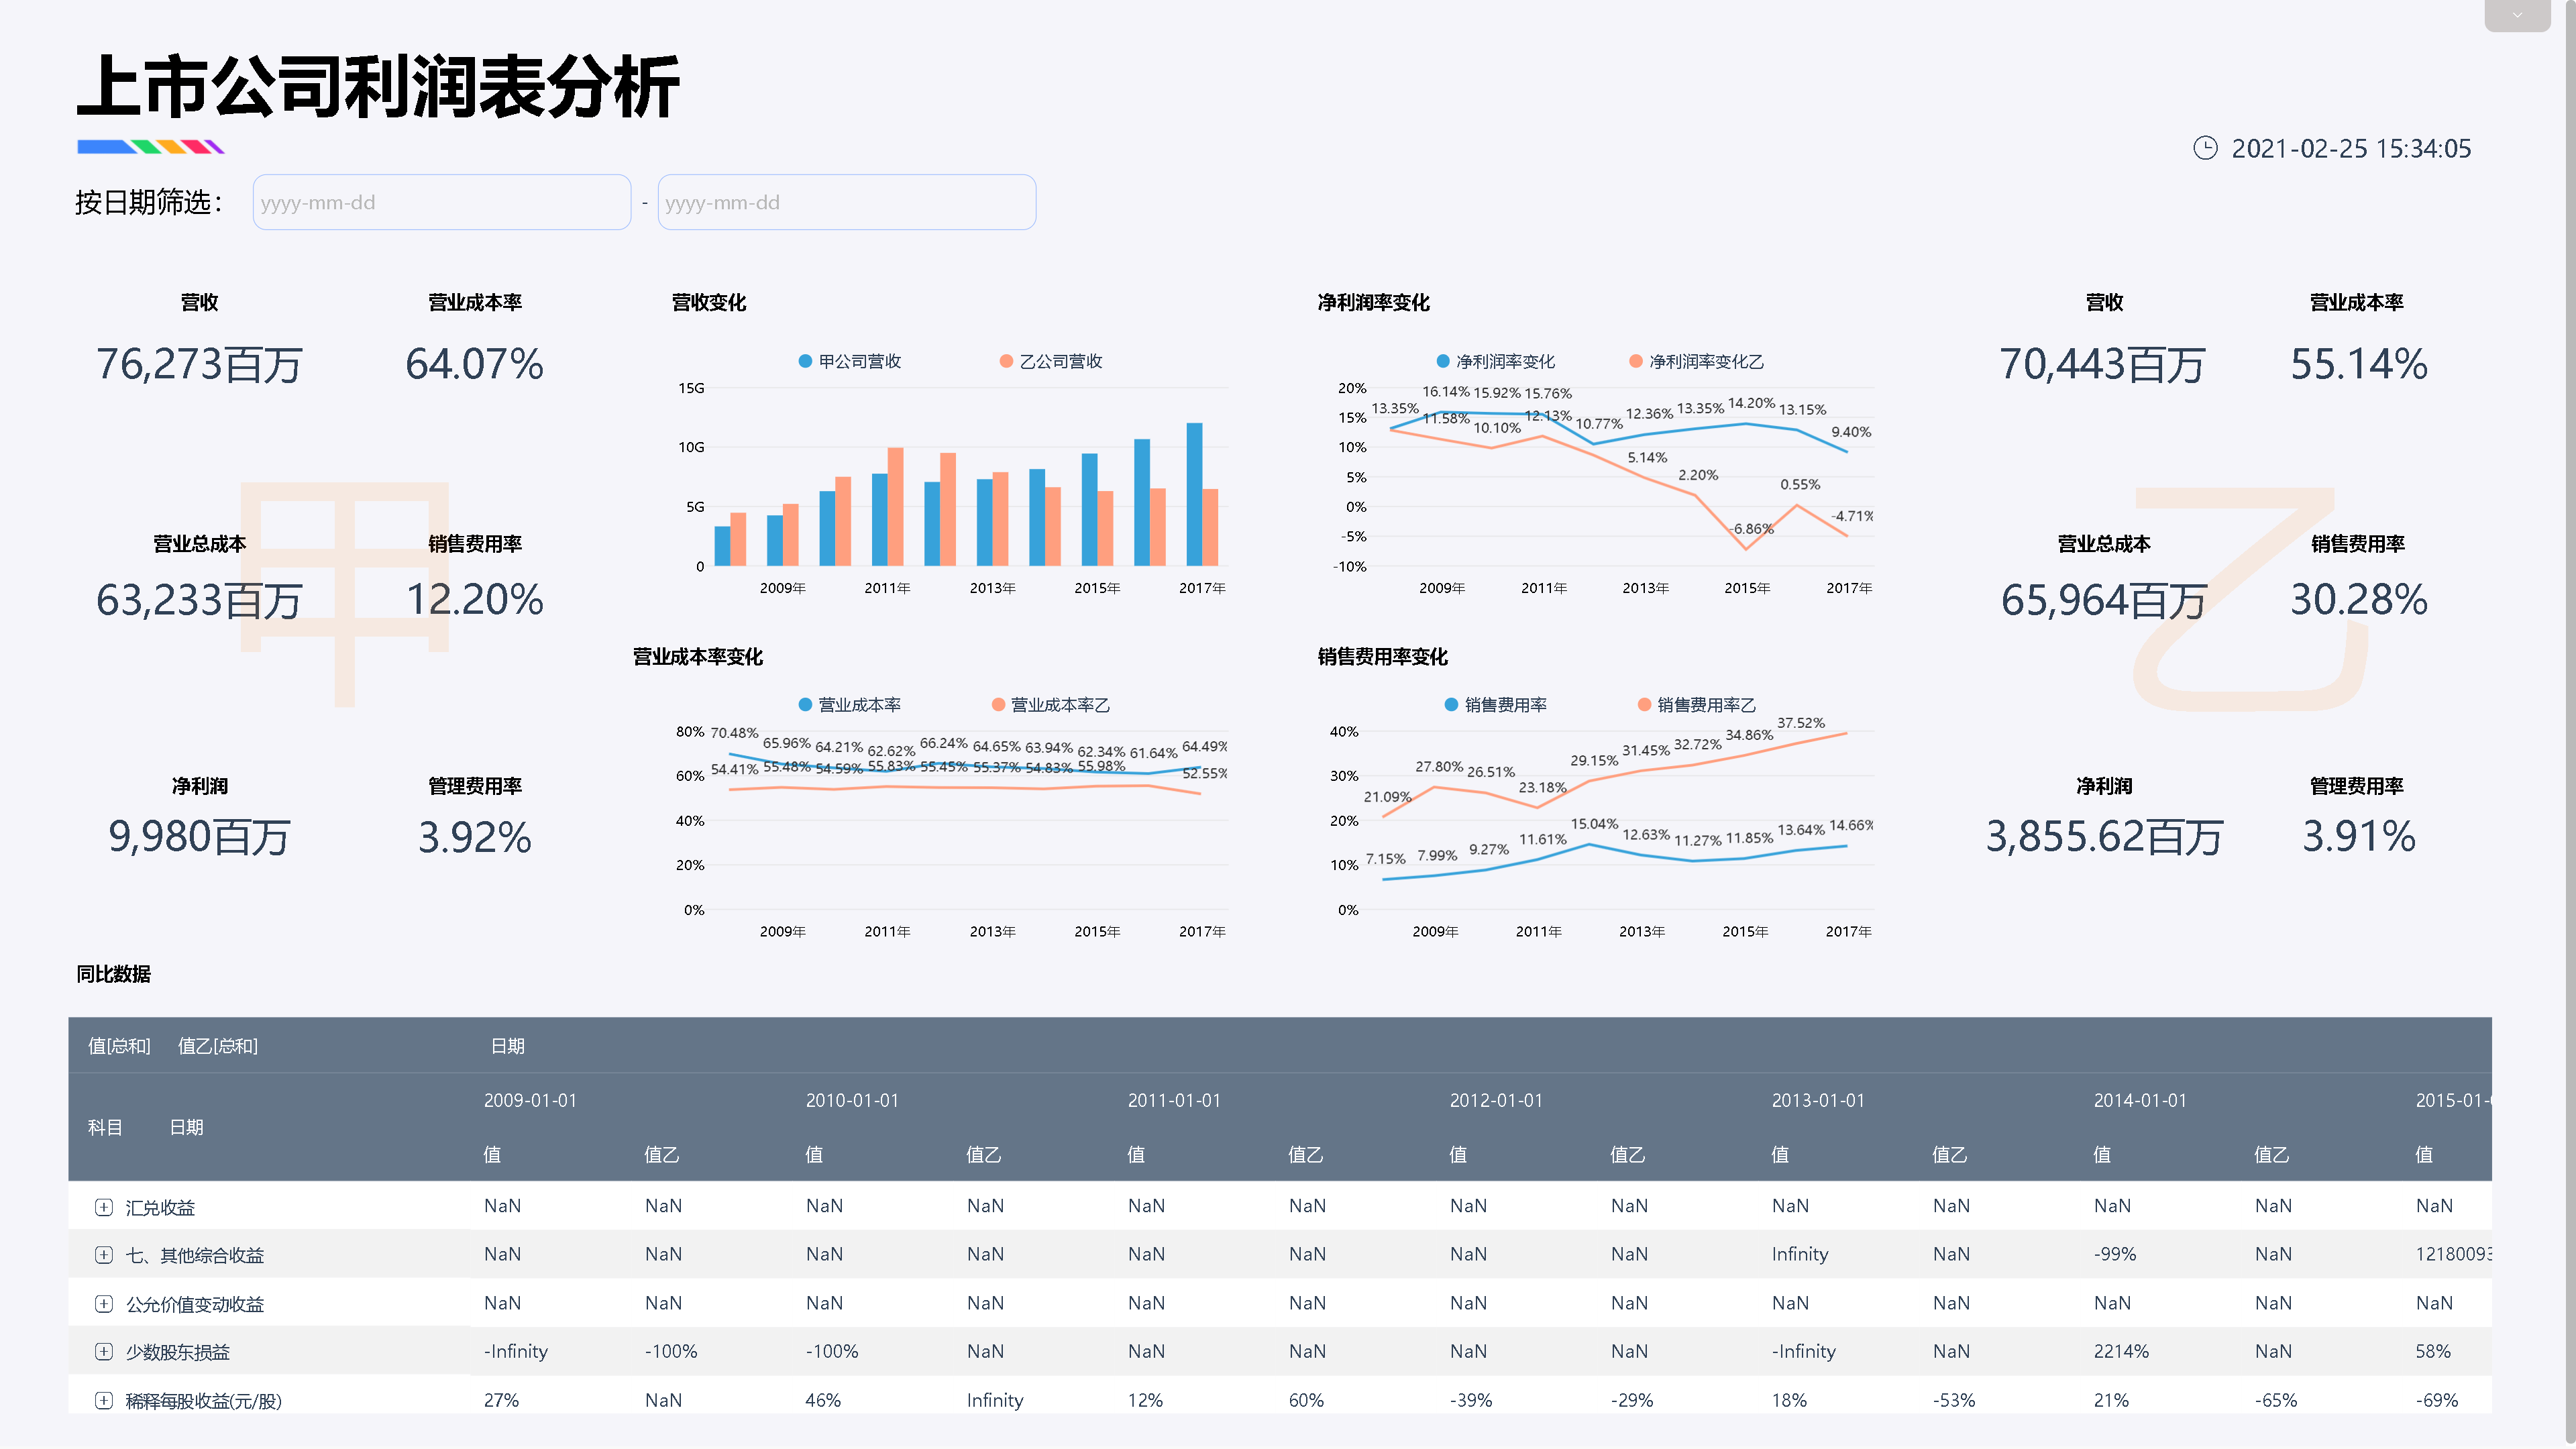 上市公司利润表分析
2021-02-25 15:34:05
按日期筛选： yyyy-mm-dd - yyyy-mm-dd
营收 营业成本率
76,273百万 64.07%
甲
营业总成本 销售费用率
63,233百万 12.20%
净利润 管理费用率
9,980百万 3.92%
营收变化
甲公司营收 乙公司营收
15G
10G
5G
0
2009年 2011年 2013年 2015年 2017年
净利润率变化
净利润率变化 净利润率变化乙
20%
15%
10%
5%
0%
-5%
-10%
13.35% 16.14% 15.92% 15.76% 10.77% 12.36% 13.35% 14.20% 13.15% 9.40%
11.58% 10.10% 12.13% 5.14% 2.20% -6.86% 0.55% -4.71%
2009年 2011年 2013年 2015年 2017年
营业成本率变化
营业成本率 营业成本率乙
80%
60%
40%
20%
0%
70.48% 65.96% 64.21% 62.62% 66.24% 64.65% 63.94% 62.34% 61.64% 64.49%
54.41% 55.48% 54.59% 55.83% 55.45% 55.37% 54.83% 55.98% 52.55%
2009年 2011年 2013年 2015年 2017年
销售费用率变化
销售费用率 销售费用率乙
40%
30%
20%
10%
0%
21.09% 27.80% 26.51% 23.18% 29.15% 31.45% 32.72% 34.86% 37.52%
7.15% 7.99% 9.27% 11.61% 15.04% 12.63% 11.27% 11.85% 13.64% 14.66%
2009年 2011年 2013年 2015年 2017年
营收 营业成本率
70,443百万 55.14%
乙
营业总成本 销售费用率
65,964百万 30.28%
净利润 管理费用率
3,855.62百万 3.91%
同比数据
值[总和] 值乙[总和] 日期
科目 日期
2009-01-01 2010-01-01 2011-01-01 2012-01-01 2013-01-01 2014-01-01 2015-01-
值 值乙 值 值乙 值 值乙 值 值乙 值 值乙 值 值乙 值
汇兑收益 NaN NaN NaN NaN NaN NaN NaN NaN NaN NaN NaN NaN NaN
七、其他综合收益 NaN NaN NaN NaN NaN NaN NaN NaN Infinity NaN -99% NaN 12180093
公允价值变动收益 NaN NaN NaN NaN NaN NaN NaN NaN NaN NaN NaN NaN NaN
少数股东损益 -Infinity -100% -100% NaN NaN NaN NaN NaN -Infinity NaN 2214% NaN 58%
稀释每股收益(元/股) 27% NaN 46% Infinity 12% 60% -39% -29% 18% -53% 21% -65% -69%